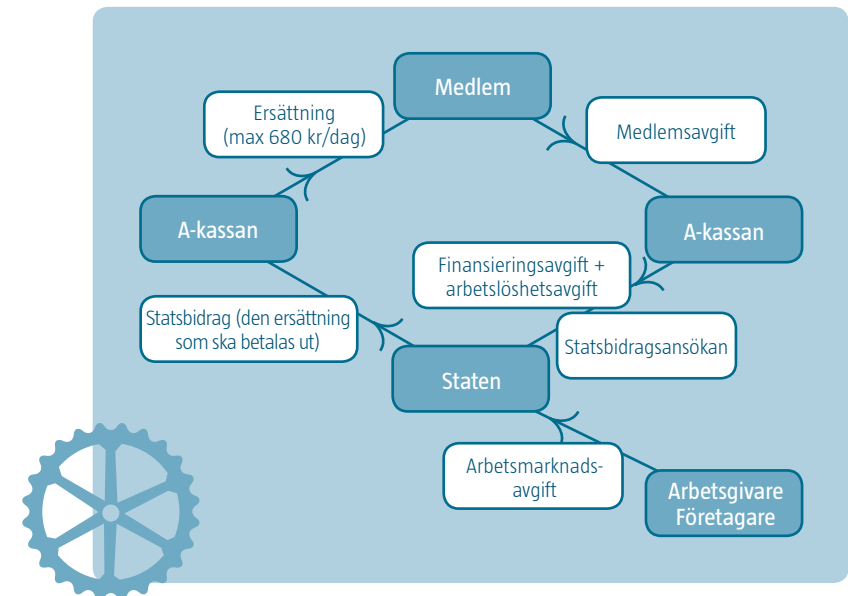 Medlem
Ersättning
(max 680 kr/dag)
Medlemsavgift
A-kassan
A-kassan
Finansieringsavgift +
arbetslöshetsavgift
Statsbidrag (den ersättning
som ska betalas ut)
Statsbidragsansökan
Staten
Arbetsmarknads-
avgift
Arbetsgivare
Företagare